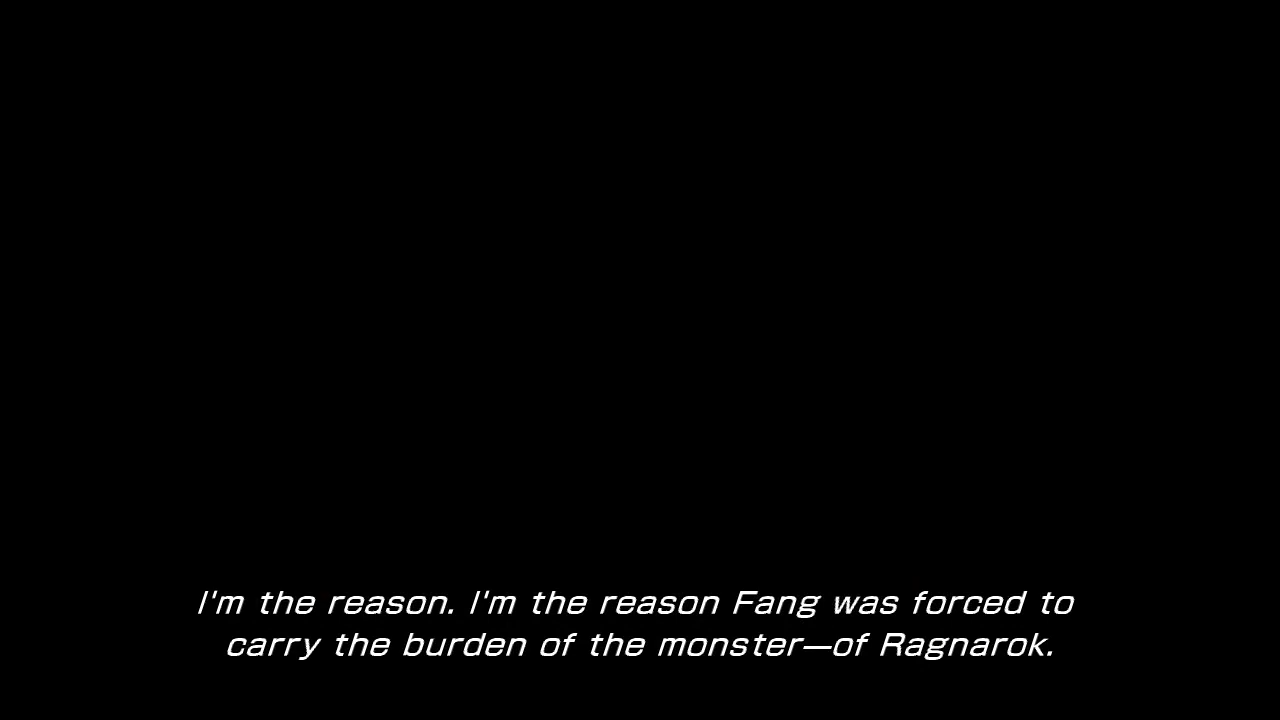 I'm the reason. I'm the reason Fang was forced to
carry the burden of the monster—of Ragnarok.